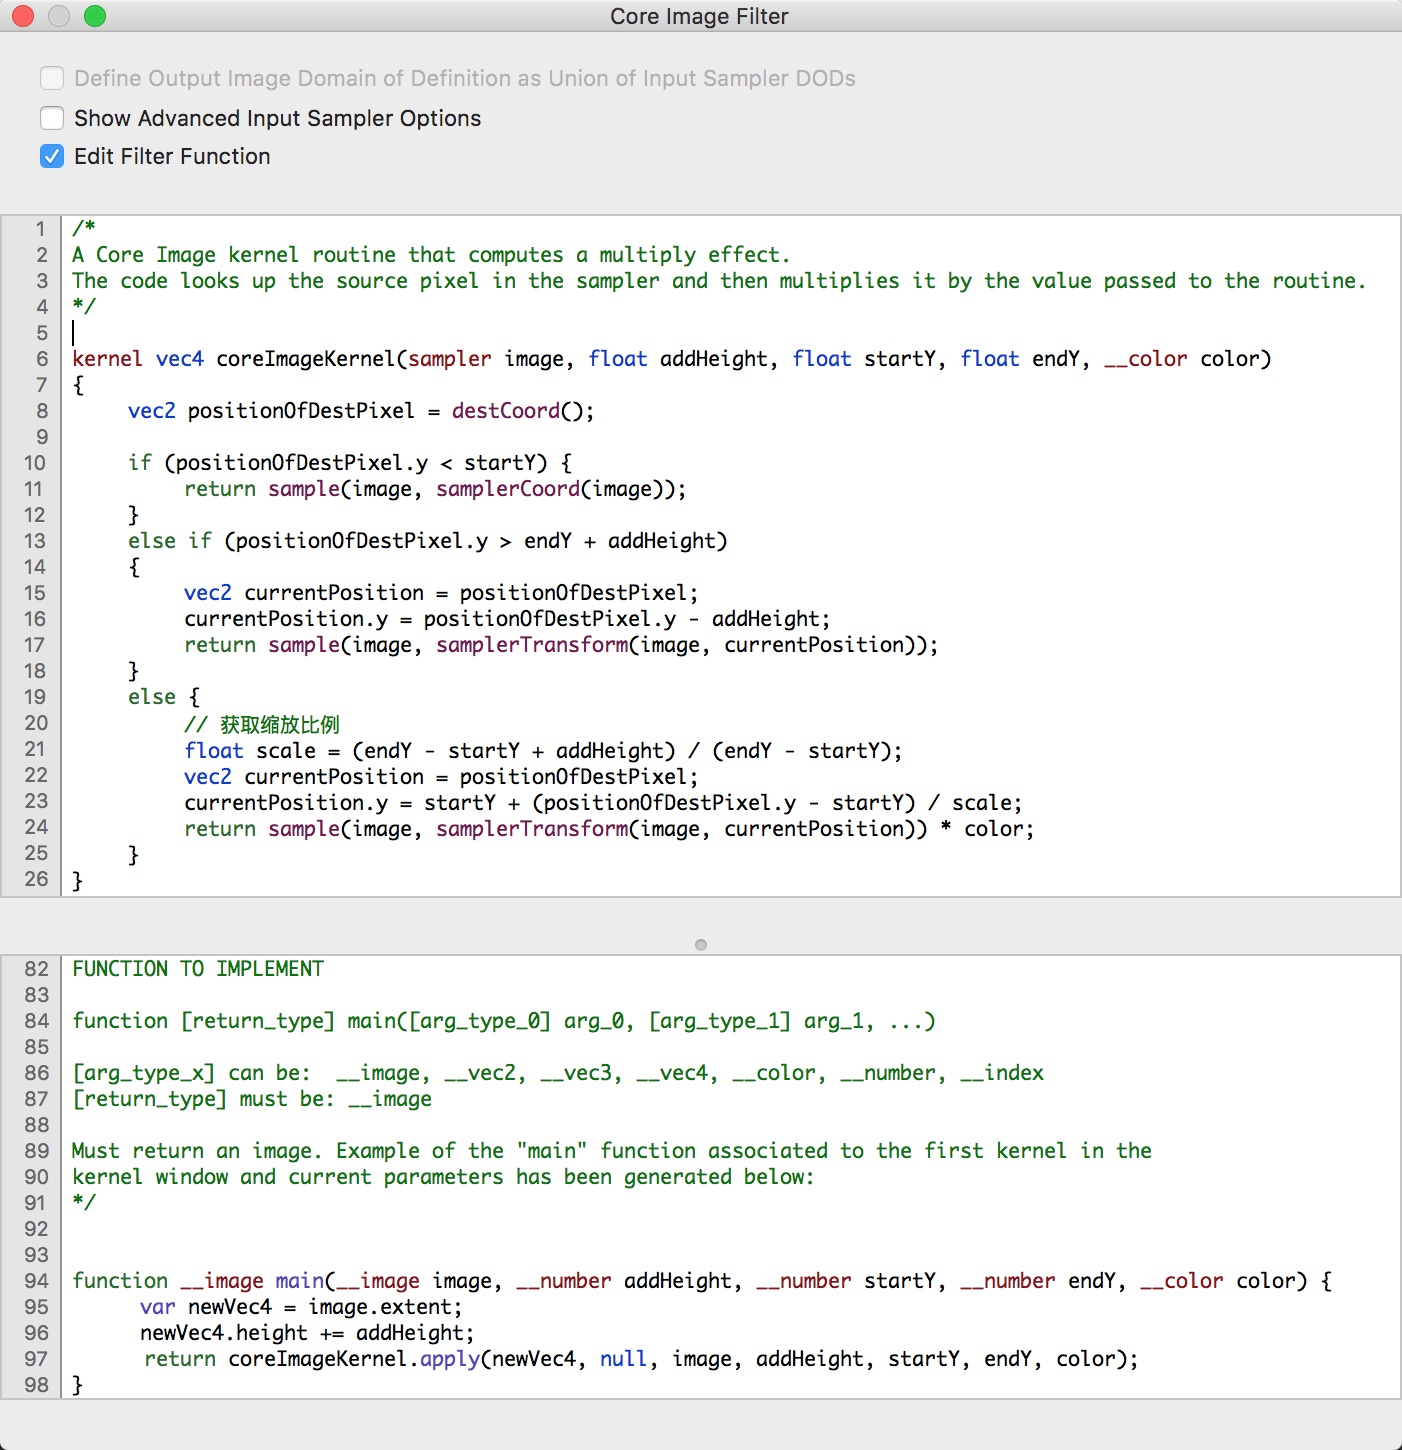 Core Image Filter
Define Output Image Domain of Definition as Union of Input Sampler DODs
Show Advanced Input Sampler Options
Edit Filter Function
1 /*
2 A Core Image kernel routine that computes a multiply effect.
3 The code looks up the source pixel in the sampler and then multiplies it by the value passed to the routine.
4 */
5
6 kernel vec4 coreImageKernel(sampler image, float addHeight, float startY, float endY, __color color)
7 {
8 vec2 positionOfDestPixel = destCoord();
9
10 if (positionOfDestPixel.y < startY) {
11 return sample(image, samplerCoord(image));
12 }
13 else if (positionOfDestPixel.y > endY + addHeight)
14 {
15 vec2 currentPosition = positionOfDestPixel;
16 currentPosition.y = positionOfDestPixel.y - addHeight;
17 return sample(image, samplerTransform(image, currentPosition));
18 }
19 else {
20 // 获取缩放比例
21 float scale = (endY - startY + addHeight) / (endY - startY);
22 vec2 currentPosition = positionOfDestPixel;
23 currentPosition.y = startY + (positionOfDestPixel.y - startY) / scale;
24 return sample(image, samplerTransform(image, currentPosition)) * color;
25 }
26 }
82 FUNCTION TO IMPLEMENT
83
84 function [return_type] main([arg_type_0] arg_0, [arg_type_1] arg_1, ...)
85
86 [arg_type_x] can be: __image, __vec2, __vec3, __vec4, __color, __number, __index
87 [return_type] must be: __image
88
89 Must return an image. Example of the "main" function associated to the first kernel in the
90 kernel window and current parameters has been generated below:
91 */
92
93
94 function __image main(__image image, __number addHeight, __number startY, __number endY, __color color) {
95 var newVec4 = image.extent;
96 newVec4.height += addHeight;
97 return coreImageKernel.apply(newVec4, null, image, addHeight, startY, endY, color);
98 }